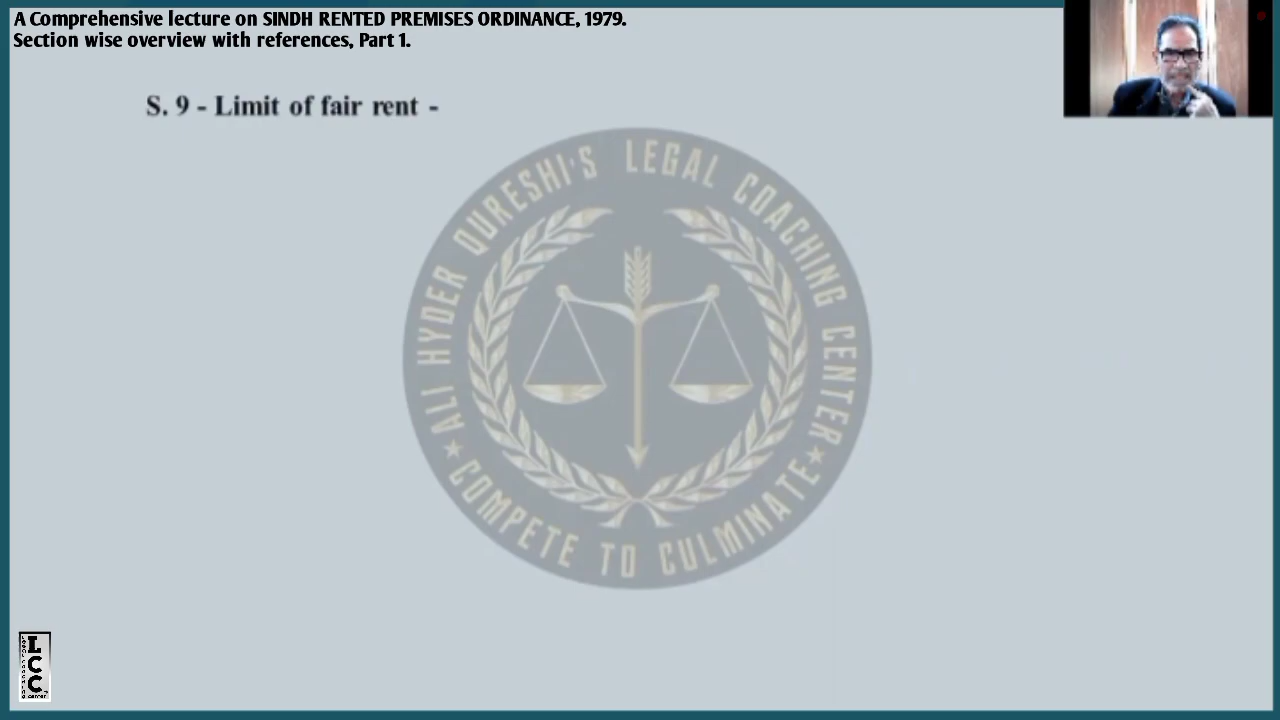 A Comprehensive lecture on SINDH RENTED PREMISES ORDINANCE, 1979.
Section wise overview with references, Part 1.
S. 9 - Limit of fair rent -
ALI HYDER QURESHI'S LEGAL COACHING CENTER
COMPETE TO CULMINATE
LCC